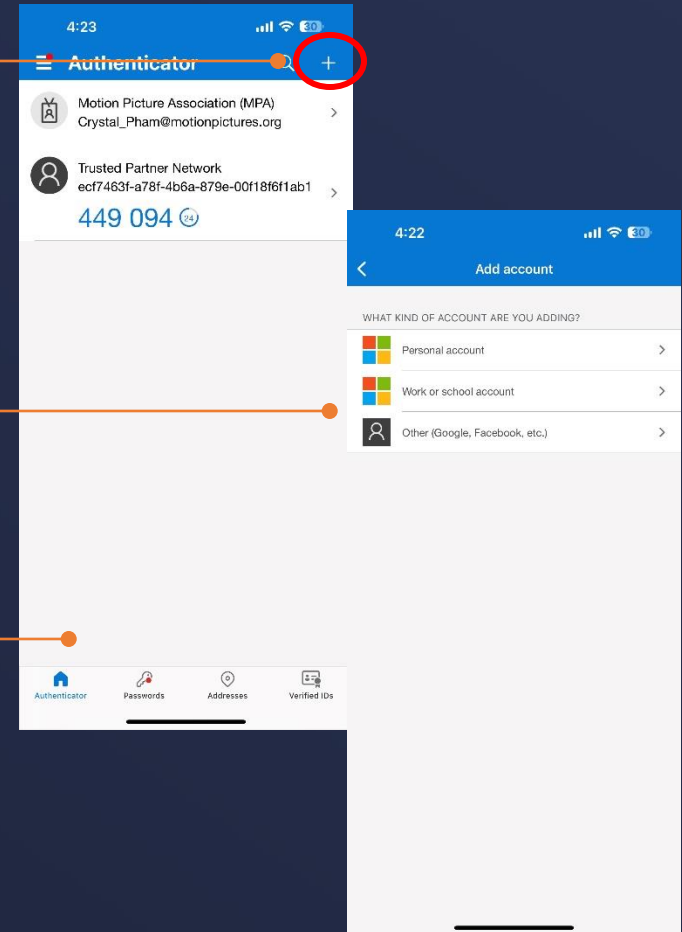 4:23
30
Authenticator
Motion Picture Association (MPA)
Crystal_Pham@motionpictures.org
Trusted Partner Network
ecf7463f-a78f-4b6a-879e-00f18f6f1ab1
449 094
24
Authenticator
Passwords
Addresses
Verified IDs
4:22
30
Add account
WHAT KIND OF ACCOUNT ARE YOU ADDING?
Personal account
Work or school account
Other (Google, Facebook, etc.)